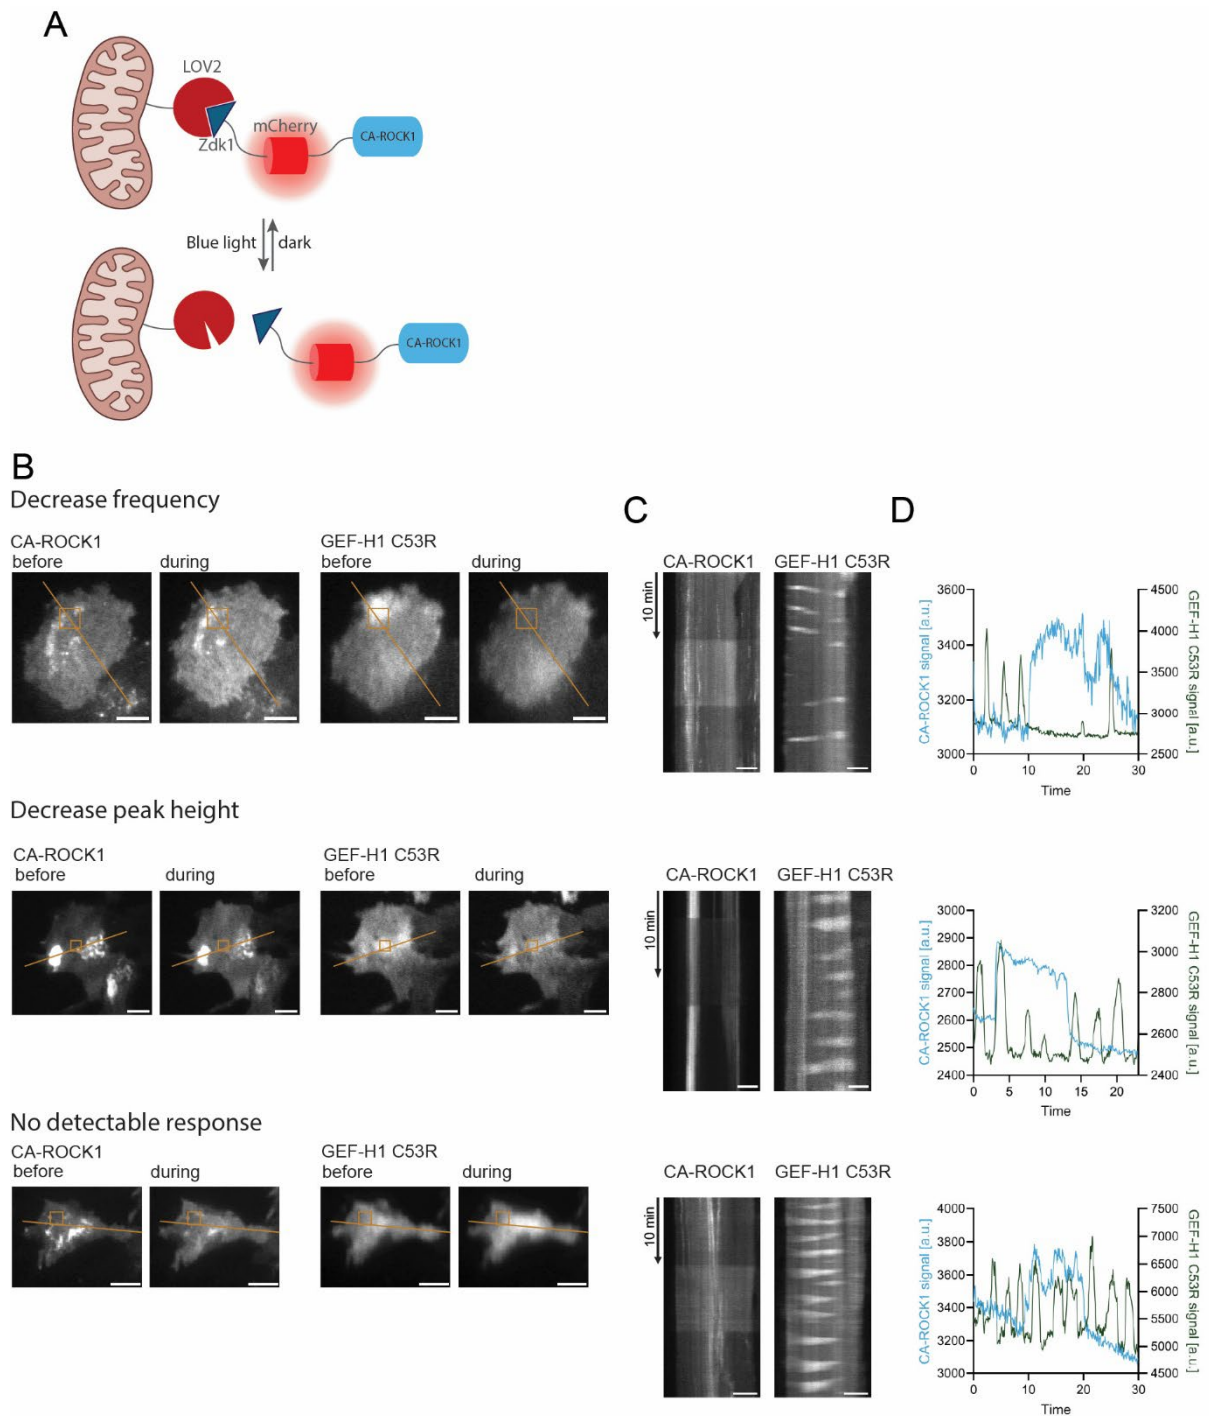 A
LOV2
mCherry
Zdk1
CA-ROCK1
Blue light
dark
CA-ROCK1
B
Decrease frequency
CA-ROCK1
before
during
GEF-H1 C53R
before
during
C
CA-ROCK1
GEF-H1 C53R
10 min
D
3600
3400
3200
3000
CA-ROCK1 signal [a.u.]
4500
4000
3500
3000
2500
GEF-H1 C53R signal [a.u.]
0 10 20 30
Time
Decrease peak height
CA-ROCK1
before
during
GEF-H1 C53R
before
during
CA-ROCK1
GEF-H1 C53R
10 min
3000
2900
2800
2700
2600
2500
2400
CA-ROCK1 signal [a.u.]
3200
3000
2800
2600
2400
GEF-H1 C53R signal [a.u.]
0 5 10 15 20
Time
No detectable response
CA-ROCK1
before
during
GEF-H1 C53R
before
during
CA-ROCK1
GEF-H1 C53R
10 min
4000
3800
3600
3400
3200
3000
CA-ROCK1 signal [a.u.]
7500
7000
6500
6000
5500
5000
4500
GEF-H1 C53R signal [a.u.]
0 10 20 30
Time